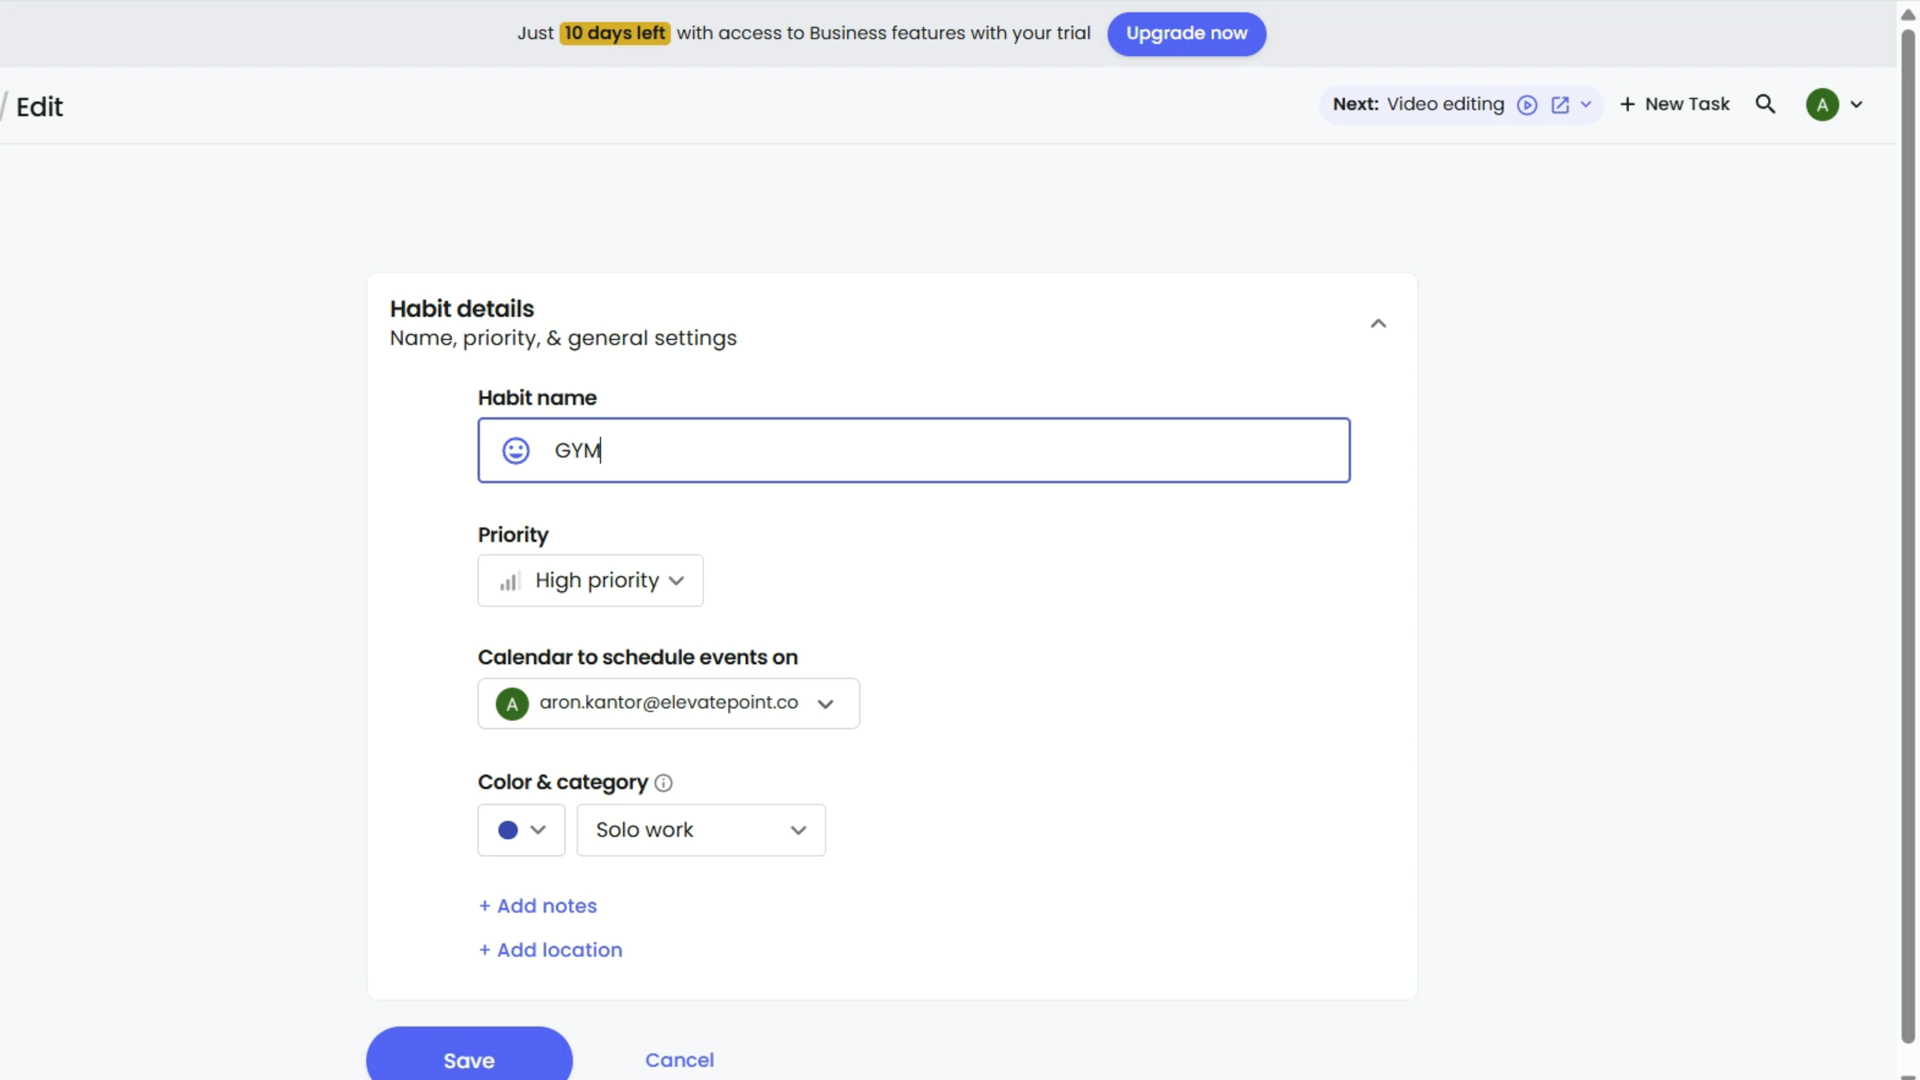 Just 10 days left with access to Business features with your trial Upgrade now
/ Edit
Next: Video editing + New Task A
Habit details
Name, priority, & general settings
Habit name
GYM
Priority
High priority
Calendar to schedule events on
A aron.kantor@elevatepoint.co
Color & category
Solo work
+ Add notes
+ Add location
Save Cancel